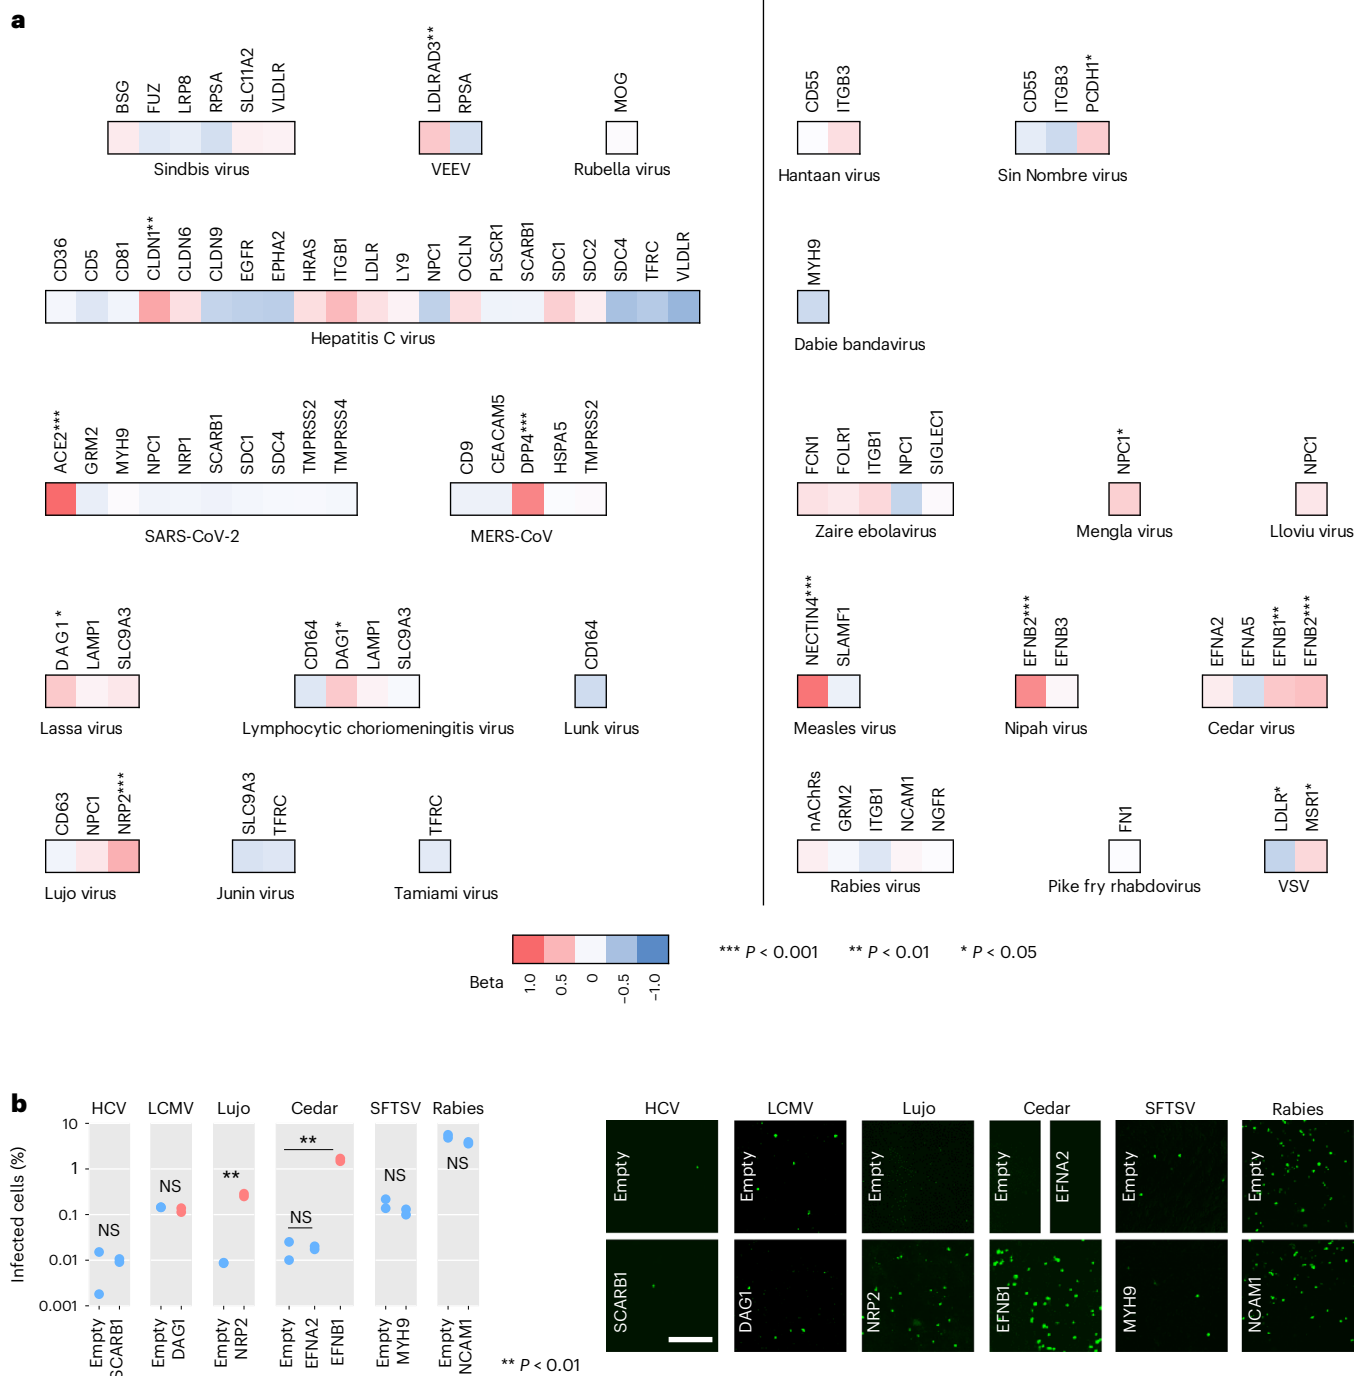 a
BSG FUZ LRP8 RPSA SLC11A2 VLDLR
Sindbis virus
LDLRAD3** RPSA
VEEV
MOG
Rubella virus
CD55 ITGB3
Hantaan virus
CD55 ITGB3 PCDH1*
Sin Nombre virus
CD36 CD5 CD81 CLDN1** CLDN6 CLDN9 EGFR EPHA2 HRAS ITGB1 LDLR LY9 NPC1 OCLN PLSCR1 SCARB1 SDC1 SDC2 SDC4 TFRC VLDLR
Hepatitis C virus
MYH9
Dabie bandavirus
ACE2*** GRM2 MYH9 NPC1 NRP1 SCARB1 SDC1 SDC4 TMPRSS2 TMPRSS4
SARS-CoV-2
CD9 CEACAM5 DPP4*** HSPA5 TMPRSS2
MERS-CoV
FCN1 FOLR1 ITGB1 NPC1 SIGLEC1
Zaire ebolavirus
NPC1*
Mengla virus
NPC1
Lloviu virus
DAG1* LAMP1 SLC9A3
Lassa virus
CD164 DAG1* LAMP1 SLC9A3
Lymphocytic choriomeningitis virus
CD164
Lunk virus
NECTIN4*** SLAMF1
Measles virus
EFNB2*** EFNB3
Nipah virus
EFNA2 EFNA5 EFNB1** EFNB2***
Cedar virus
CD63 NPC1 NRP2***
Lujo virus
SLC9A3 TFRC
Junin virus
TFRC
Tamiami virus
nAChRs GRM2 ITGB1 NCAM1 NGFR
Rabies virus
FN1
Pike fry rhabdovirus
LDLR* MSR1*
VSV
Beta
1.0 0.5 0 −0.5 −1.0
*** P < 0.001 ** P < 0.01 * P < 0.05
b
HCV LCMV Lujo Cedar SFTSV Rabies
Infected cells (%)
10
1
0.1
0.01
0.001
NS
NS
**
**
NS
NS
NS
Empty SCARB1 Empty DAG1 Empty NRP2 Empty EFNA2 EFNB1 Empty MYH9 Empty NCAM1
** P < 0.01
HCV LCMV Lujo Cedar SFTSV Rabies
Empty Empty Empty Empty EFNA2 Empty Empty
SCARB1 DAG1 NRP2 EFNB1 MYH9 NCAM1